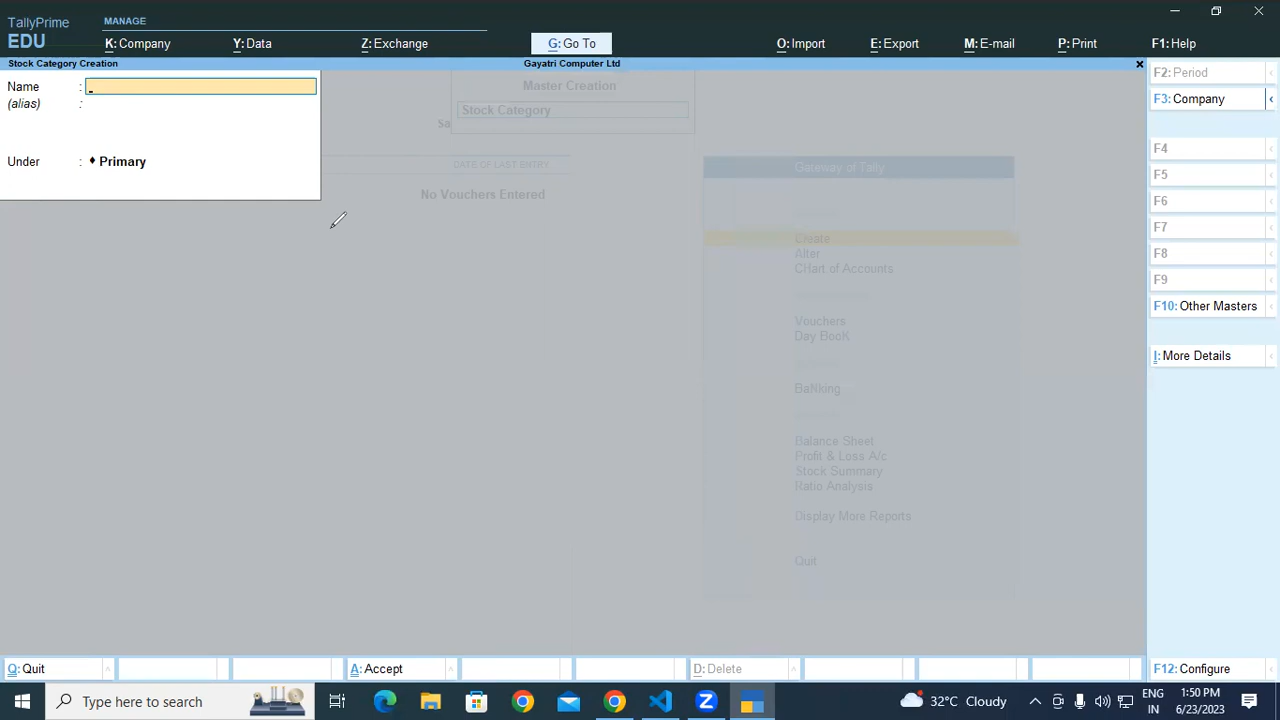 TallyPrime
EDU
MANAGE
K: Company
Y: Data
Z: Exchange
G: Go To
O: Import
E: Export
M: E-mail
P: Print
F1: Help
Stock Category Creation
Gayatri Computer Ltd
Name :
(alias) :
Under : ♦ Primary
Master Creation
Stock Category
Sa
DATE OF LAST ENTRY
No Vouchers Entered
Gateway of Tally
Create
Alter
CHart of Accounts
Vouchers
Day BooK
BaNking
Balance Sheet
Profit & Loss A/c
Stock Summary
Ratio Analysis
Display More Reports
Quit
F2: Period
F3: Company
F4
F5
F6
F7
F8
F9
F10: Other Masters
I: More Details
Q: Quit
A: Accept
D: Delete
F12: Configure
Type here to search
32°C Cloudy
ENG
IN
1:50 PM
6/23/2023